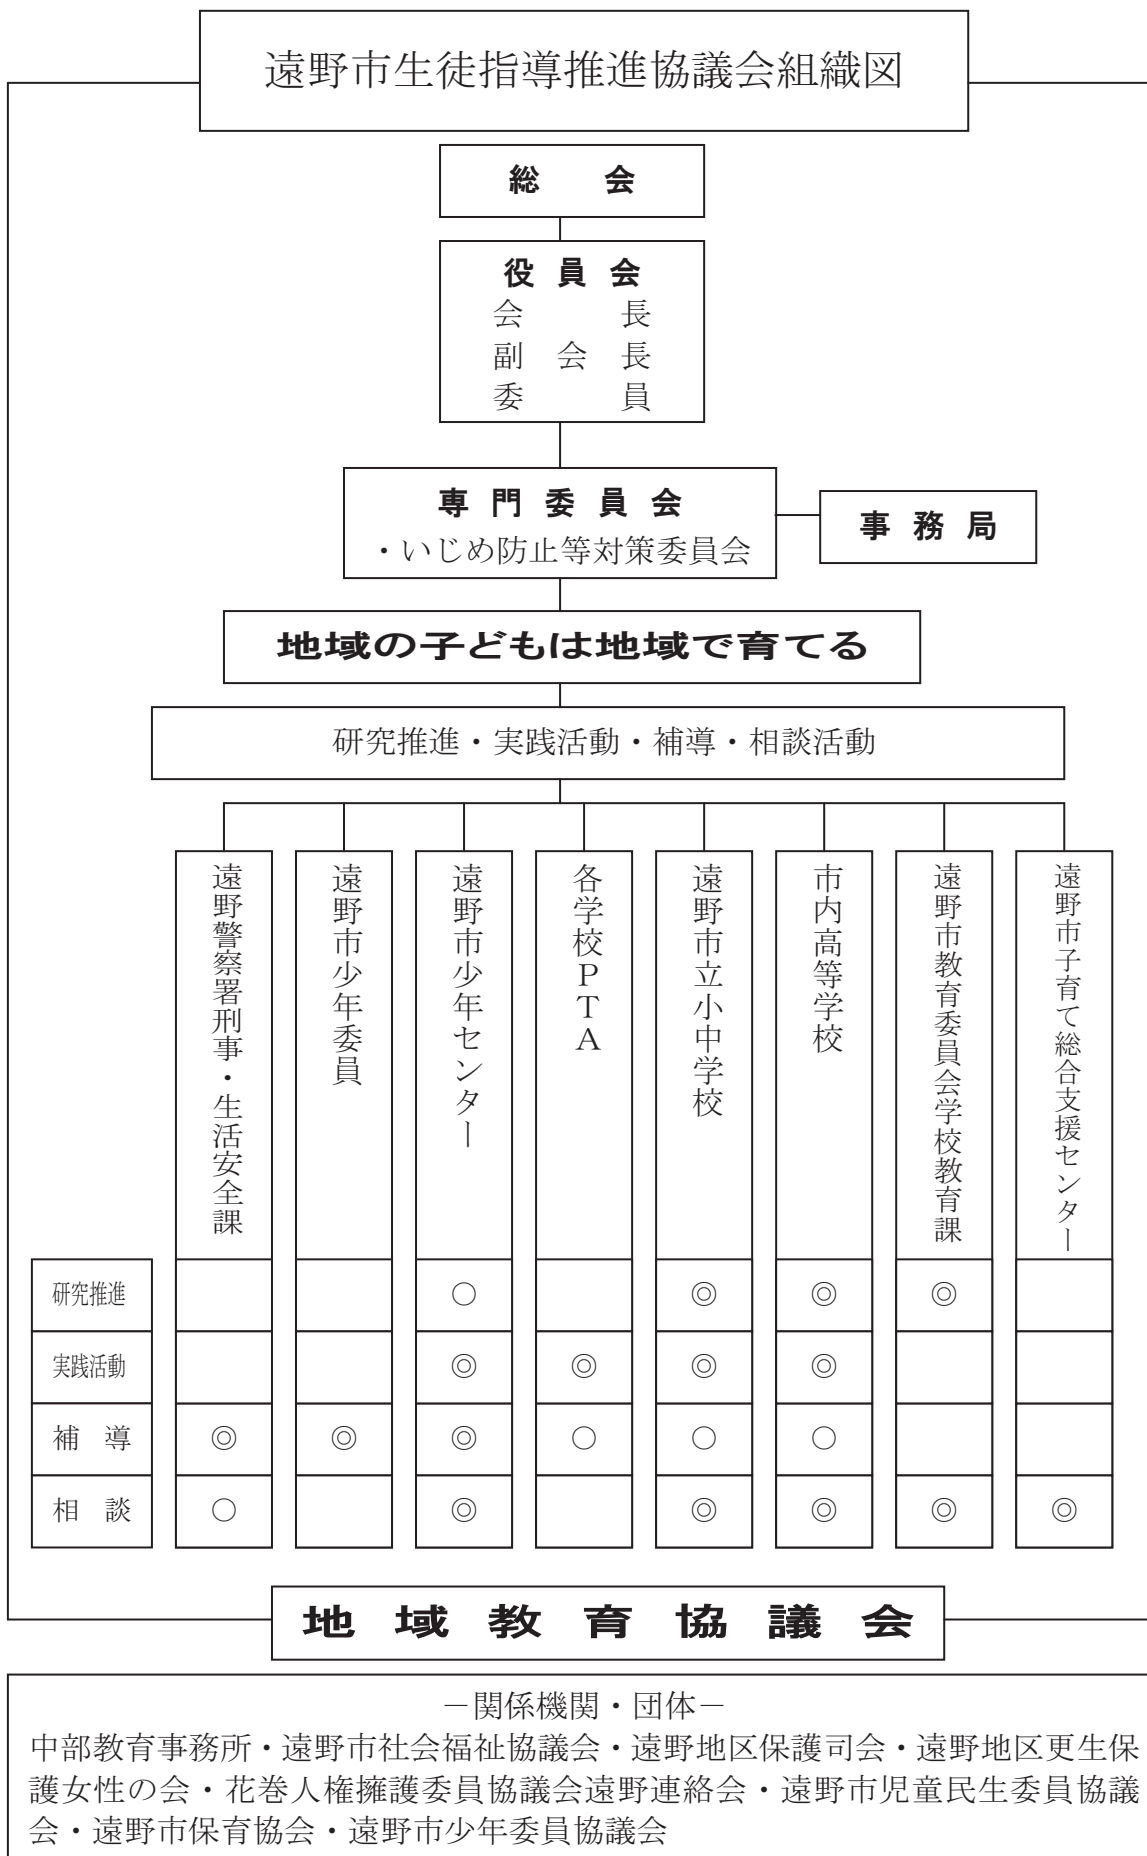 遠野市生徒指導推進協議会組織図
総　会
役員会
会　　長
副会長
委　　員
専門委員会
・いじめ防止等対策委員会
事務局
地域の子どもは地域で育てる
研究推進・実践活動・補導・相談活動
遠野警察署刑事・生活安全課
遠野市少年委員
遠野市少年センター
各学校ＰＴＡ
遠野市立小中学校
市内高等学校
遠野市教育委員会学校教育課
遠野市子育て総合支援センター
研究推進 ○ ◎ ◎ ◎
実践活動 ◎ ◎ ◎ ◎
補　導 ◎ ◎ ◎ ○ ○ ○
相　談 ○ ◎ ◎ ◎ ◎ ◎
地域教育協議会
－関係機関・団体－
中部教育事務所・遠野市社会福祉協議会・遠野地区保護司会・遠野地区更生保
護女性の会・花巻人権擁護委員協議会遠野連絡会・遠野市児童民生委員協議
会・遠野市保育協会・遠野市少年委員協議会